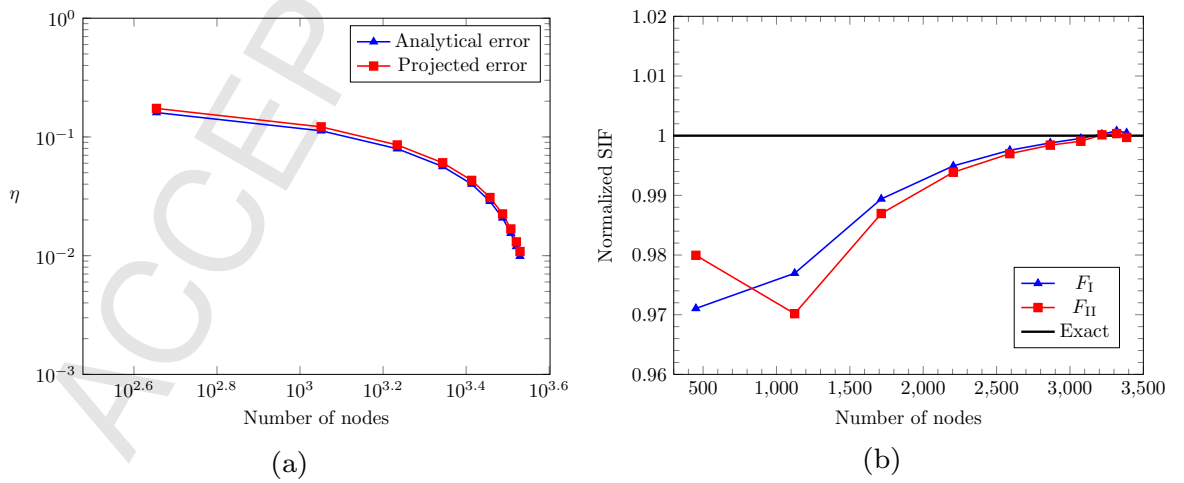 10^0
10^-1
10^-2
10^-3
η
Analytical error
Projected error
10^2.6
10^2.8
10^3
10^3.2
10^3.4
10^3.6
Number of nodes
(a)
ACCEP
1.02
1.01
1
0.99
0.98
0.97
0.96
Normalized SIF
F_I
F_II
Exact
500
1,000
1,500
2,000
2,500
3,000
3,500
Number of nodes
(b)